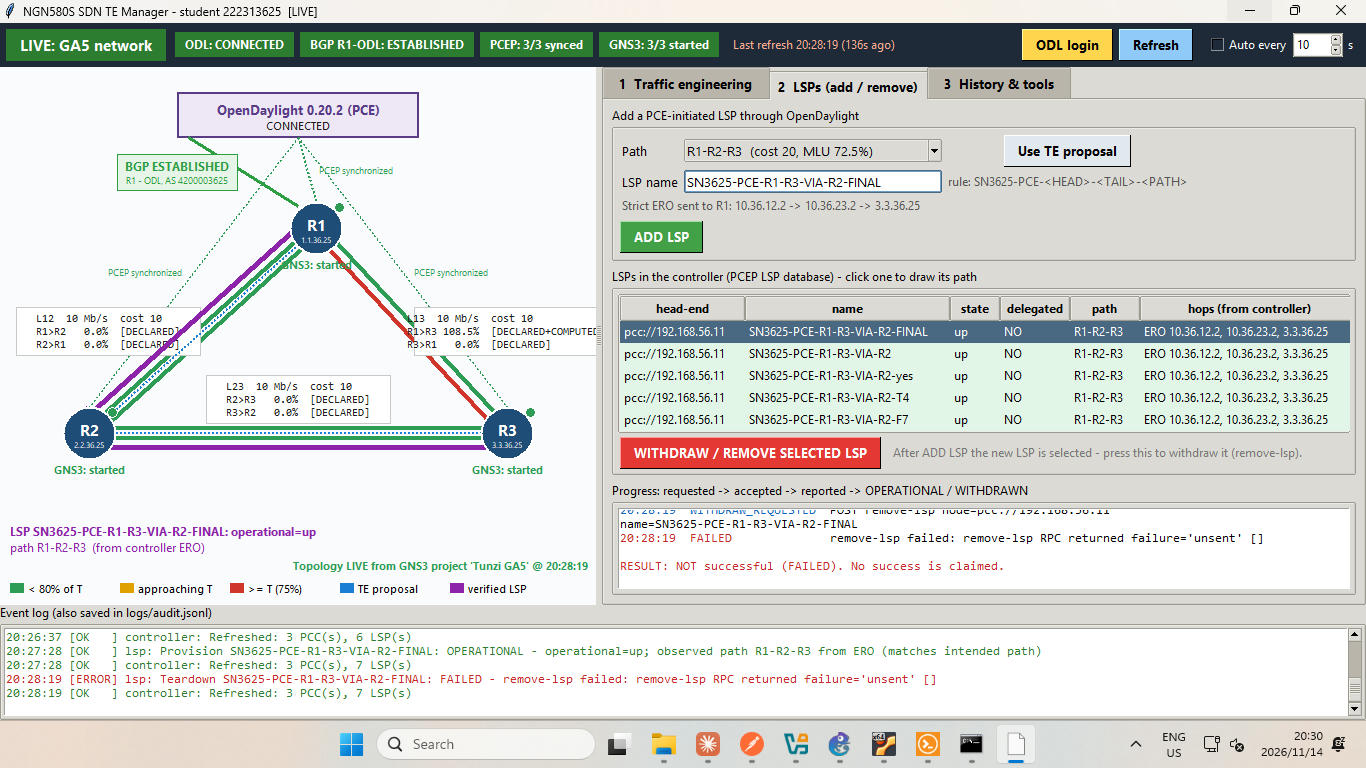 NGN580S SDN TE Manager - student 222313625 [LIVE]
LIVE: GA5 network
ODL: CONNECTED
BGP R1-ODL: ESTABLISHED
PCEP: 3/3 synced
GNS3: 3/3 started
Last refresh 20:28:19 (136s ago)
ODL login
Refresh
Auto every 10 s
OpenDaylight 0.20.2 (PCE)
CONNECTED
BGP ESTABLISHED
R1 - ODL, AS 4200003625
PCEP synchronized
R1
1.1.36.25
GNS3: started
PCEP synchronized
PCEP synchronized
L12 10 Mb/s cost 10
R1>R2 0.0% [DECLARED]
R2>R1 0.0% [DECLARED]
L13 10 Mb/s cost 10
R1>R3 108.5% [DECLARED+COMPUTED
R3>R1 0.0% [DECLARED]
L23 10 Mb/s cost 10
R2>R3 0.0% [DECLARED]
R3>R2 0.0% [DECLARED]
R2
2.2.36.25
GNS3: started
R3
3.3.36.25
GNS3: started
LSP SN3625-PCE-R1-R3-VIA-R2-FINAL: operational=up
path R1-R2-R3 (from controller ERO)
Topology LIVE from GNS3 project 'Tunzi GA5' @ 20:28:19
< 80% of T
approaching T
>= T (75%)
TE proposal
verified LSP
1 Traffic engineering
2 LSPs (add / remove)
3 History & tools
Add a PCE-initiated LSP through OpenDaylight
Path R1-R2-R3 (cost 20, MLU 72.5%)
Use TE proposal
LSP name SN3625-PCE-R1-R3-VIA-R2-FINAL rule: SN3625-PCE-<HEAD>-<TAIL>-<PATH>
Strict ERO sent to R1: 10.36.12.2 -> 10.36.23.2 -> 3.3.36.25
ADD LSP
LSPs in the controller (PCEP LSP database) - click one to draw its path
head-end name state delegated path hops (from controller)
pcc://192.168.56.11 SN3625-PCE-R1-R3-VIA-R2-FINAL up NO R1-R2-R3 ERO 10.36.12.2, 10.36.23.2, 3.3.36.25
pcc://192.168.56.11 SN3625-PCE-R1-R3-VIA-R2 up NO R1-R2-R3 ERO 10.36.12.2, 10.36.23.2, 3.3.36.25
pcc://192.168.56.11 SN3625-PCE-R1-R3-VIA-R2-yes up NO R1-R2-R3 ERO 10.36.12.2, 10.36.23.2, 3.3.36.25
pcc://192.168.56.11 SN3625-PCE-R1-R3-VIA-R2-T4 up NO R1-R2-R3 ERO 10.36.12.2, 10.36.23.2, 3.3.36.25
pcc://192.168.56.11 SN3625-PCE-R1-R3-VIA-R2-F7 up NO R1-R2-R3 ERO 10.36.12.2, 10.36.23.2, 3.3.36.25
WITHDRAW / REMOVE SELECTED LSP
After ADD LSP the new LSP is selected - press this to withdraw it (remove-lsp).
Progress: requested -> accepted -> reported -> OPERATIONAL / WITHDRAWN
20:28:19 WITHDRAW_REQUESTED POST remove-lsp node=pcc://192.168.56.11
name=SN3625-PCE-R1-R3-VIA-R2-FINAL
20:28:19 FAILED remove-lsp failed: remove-lsp RPC returned failure='unsent' []
RESULT: NOT successful (FAILED). No success is claimed.
Event log (also saved in logs/audit.jsonl)
20:26:37 [OK ] controller: Refreshed: 3 PCC(s), 6 LSP(s)
20:27:28 [OK ] lsp: Provision SN3625-PCE-R1-R3-VIA-R2-FINAL: OPERATIONAL - operational=up; observed path R1-R2-R3 from ERO (matches intended path)
20:27:28 [OK ] controller: Refreshed: 3 PCC(s), 7 LSP(s)
20:28:19 [ERROR] lsp: Teardown SN3625-PCE-R1-R3-VIA-R2-FINAL: FAILED - remove-lsp failed: remove-lsp RPC returned failure='unsent' []
20:28:19 [OK ] controller: Refreshed: 3 PCC(s), 7 LSP(s)
Search
ENG
US
20:30
2026/11/14